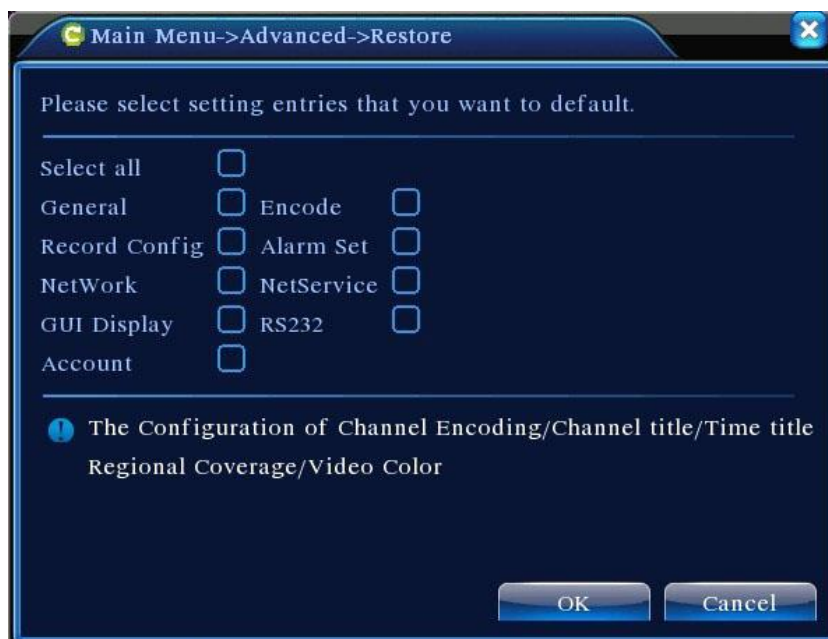 Main Menu->Advanced->Restore
Please select setting entries that you want to default.
Select all
General Encode
Record Config Alarm Set
NetWork NetService
GUI Display RS232
Account
The Configuration of Channel Encoding/Channel title/Time title
Regional Coverage/Video Color
OK Cancel